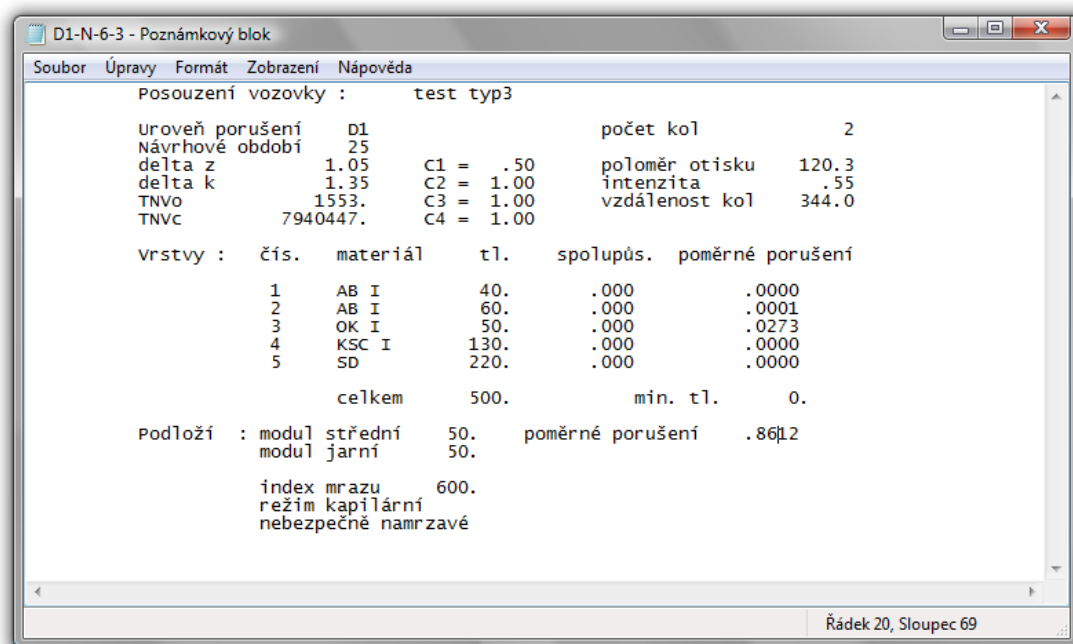 D1-N-6-3 - Poznámkový blok
Soubor Úpravy Formát Zobrazení Nápověda
Posouzení vozovky : test typ3
Uroveň porušení D1 počet kol 2
Návrhové období 25
delta z 1.05 C1 = .50 poloměr otisku 120.3
delta k 1.35 C2 = 1.00 intenzita .55
TNVo 1553. C3 = 1.00 vzdálenost kol 344.0
TNVc 7940447. C4 = 1.00
Vrstvy : čís. materiál tl. spolupůs. poměrné porušení
1 AB I 40. .000 .0000
2 AB I 60. .000 .0001
3 OK I 50. .000 .0273
4 KSC I 130. .000 .0000
5 SD 220. .000 .0000
celkem 500. min. tl. 0.
Podloží : modul střední 50. poměrné porušení .8612
modul jarní 50.
index mrazu 600.
režim kapilární
nebezpečně namrzavé
Řádek 20, Sloupec 69